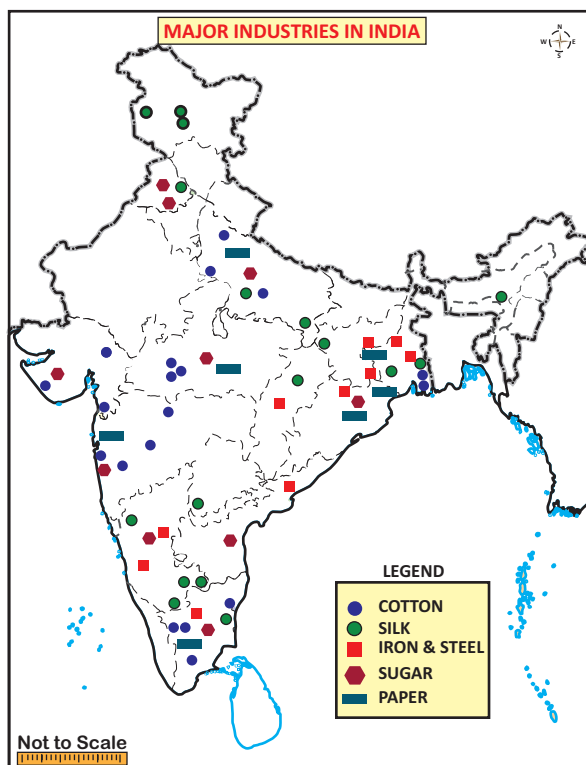 MAJOR INDUSTRIES IN INDIA
N
W E
S
LEGEND
COTTON
SILK
IRON & STEEL
SUGAR
PAPER
Not to Scale